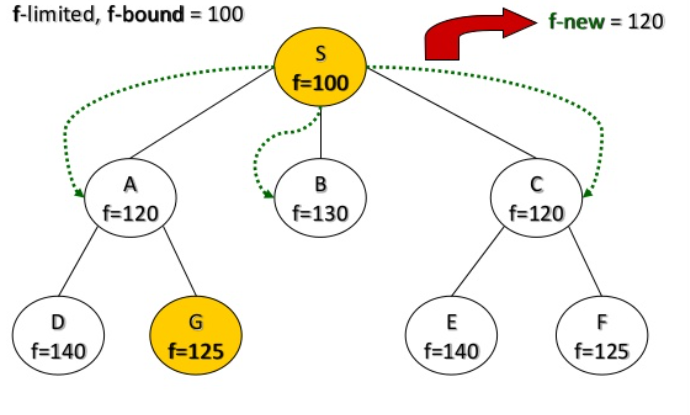 f-limited, f-bound = 100
f-new = 120
S
f=100
A
f=120
B
f=130
C
f=120
D
f=140
G
f=125
E
f=140
F
f=125